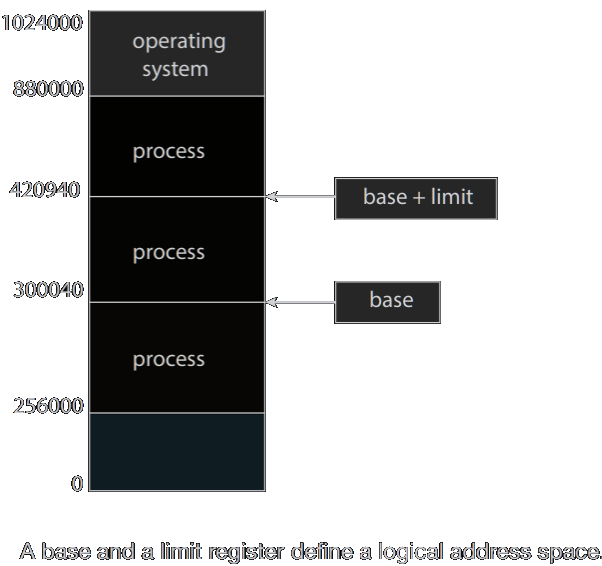 1024000
operating
system
880000
process
420940
base + limit
process
300040
base
process
256000
0
A base and a limit register define a logical address space.